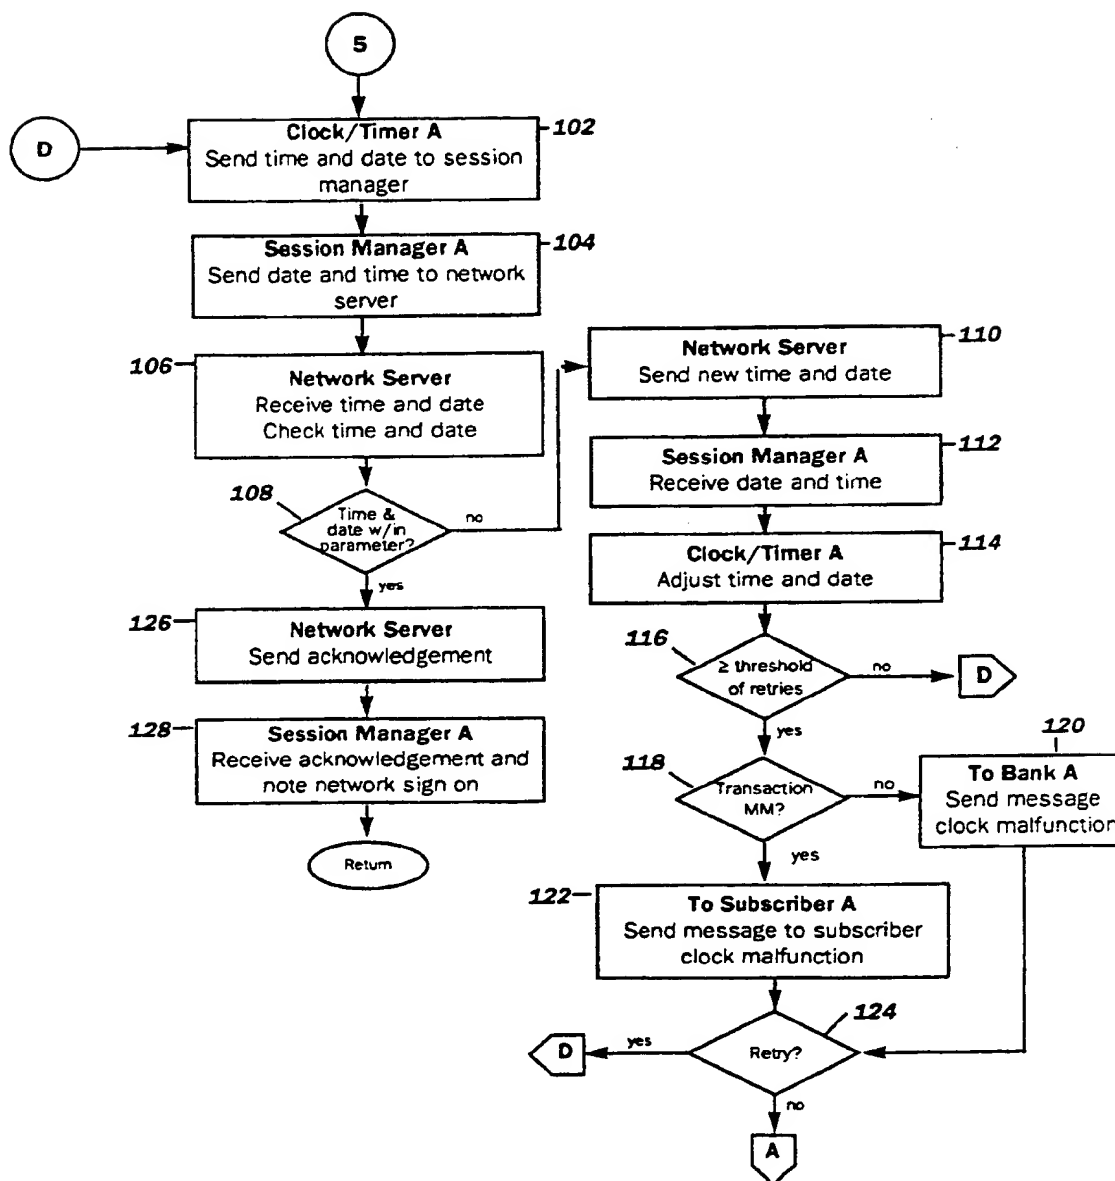 5
D
Clock/Timer A
Send time and date to session
manager
102
Session Manager A
Send date and time to network
server
104
106
Network Server
Receive time and date
Check time and date
108
Time &
date w/in
parameter?
no
yes
126
Network Server
Send acknowledgement
128
Session Manager A
Receive acknowledgement and
note network sign on
Return
Network Server
Send new time and date
110
Session Manager A
Receive date and time
112
Clock/Timer A
Adjust time and date
114
116
≥ threshold
of retries
no
D
yes
118
Transaction
MM?
no
120
To Bank A
Send message
clock malfunction
yes
122
To Subscriber A
Send message to subscriber
clock malfunction
124
Retry?
yes
D
no
A